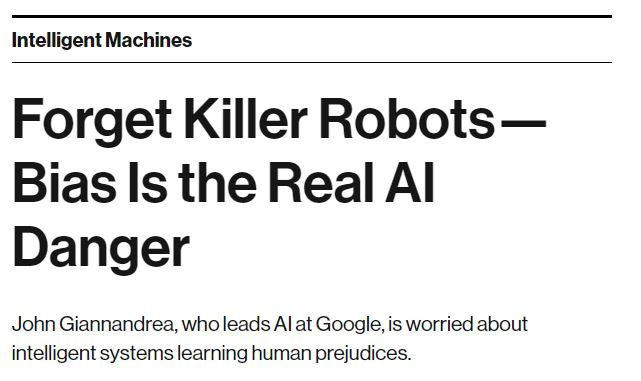 Intelligent Machines
Forget Killer Robots—
Bias Is the Real AI
Danger
John Giannandrea, who leads AI at Google, is worried about
intelligent systems learning human prejudices.